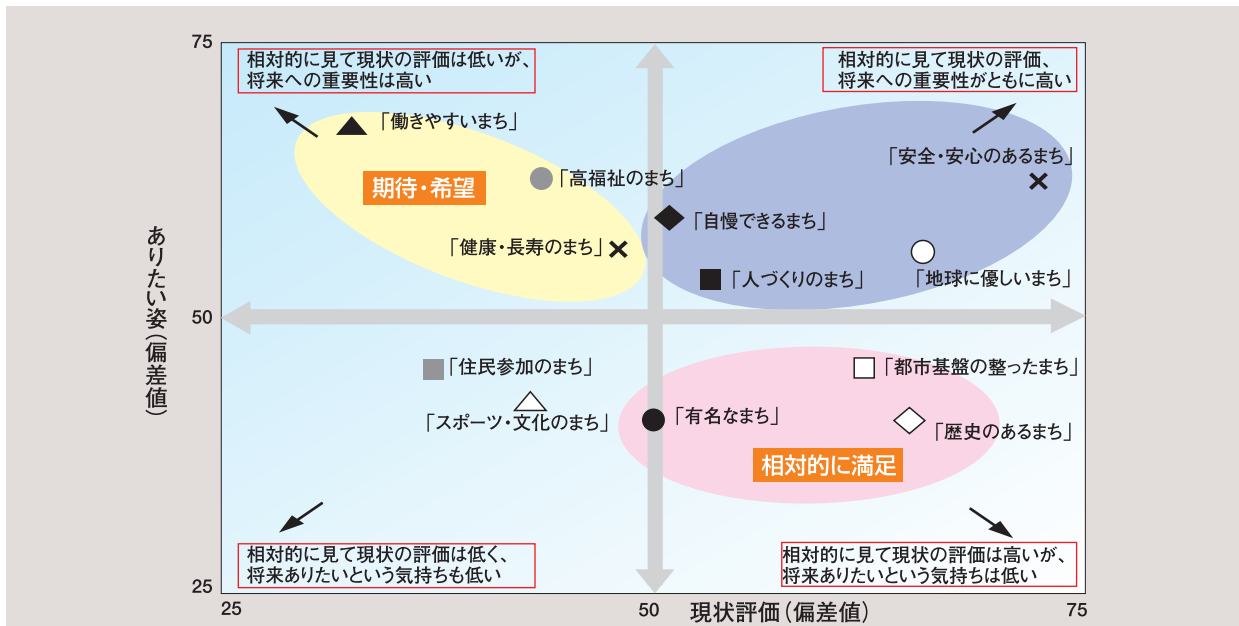 75
相対的に見て現状の評価は低いが、
将来への重要性は高い
相対的に見て現状の評価、
将来への重要性がともに高い
「働きやすいまち」
「安全・安心のあるまち」
期待・希望
「高福祉のまち」
「自慢できるまち」
「健康・長寿のまち」
「人づくりのまち」
「地球に優しいまち」
ありたい姿（偏差値）
50
「住民参加のまち」
「都市基盤の整ったまち」
「スポーツ・文化のまち」
「有名なまち」
「歴史のあるまち」
相対的に満足
相対的に見て現状の評価は低く、
将来ありたいという気持ちも低い
相対的に見て現状の評価は高いが、
将来ありたいという気持ちは低い
25
25
50
現状評価（偏差値）
75